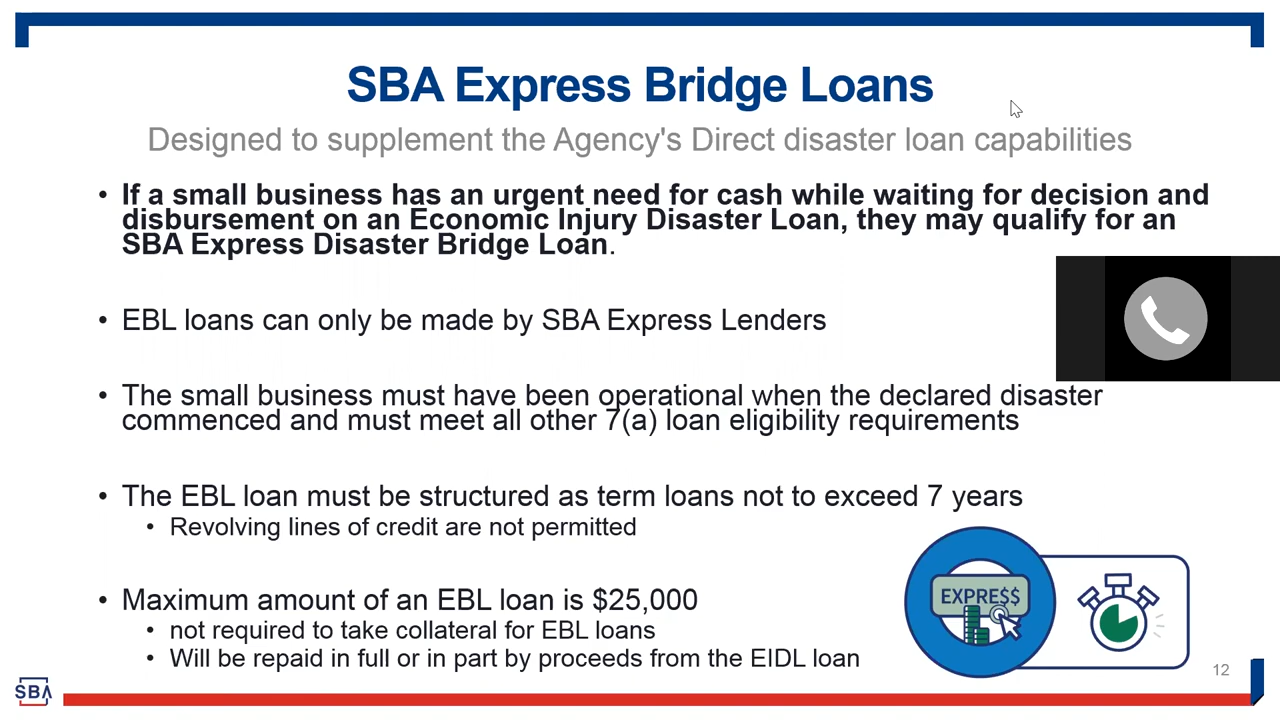 SBA Express Bridge Loans
Designed to supplement the Agency's Direct disaster loan capabilities
• If a small business has an urgent need for cash while waiting for decision and
disbursement on an Economic Injury Disaster Loan, they may qualify for an
SBA Express Disaster Bridge Loan.
• EBL loans can only be made by SBA Express Lenders
• The small business must have been operational when the declared disaster
commenced and must meet all other 7(a) loan eligibility requirements
• The EBL loan must be structured as term loans not to exceed 7 years
• Revolving lines of credit are not permitted
• Maximum amount of an EBL loan is $25,000
• not required to take collateral for EBL loans
• Will be repaid in full or in part by proceeds from the EIDL loan
EXPRE$$
12
SBA